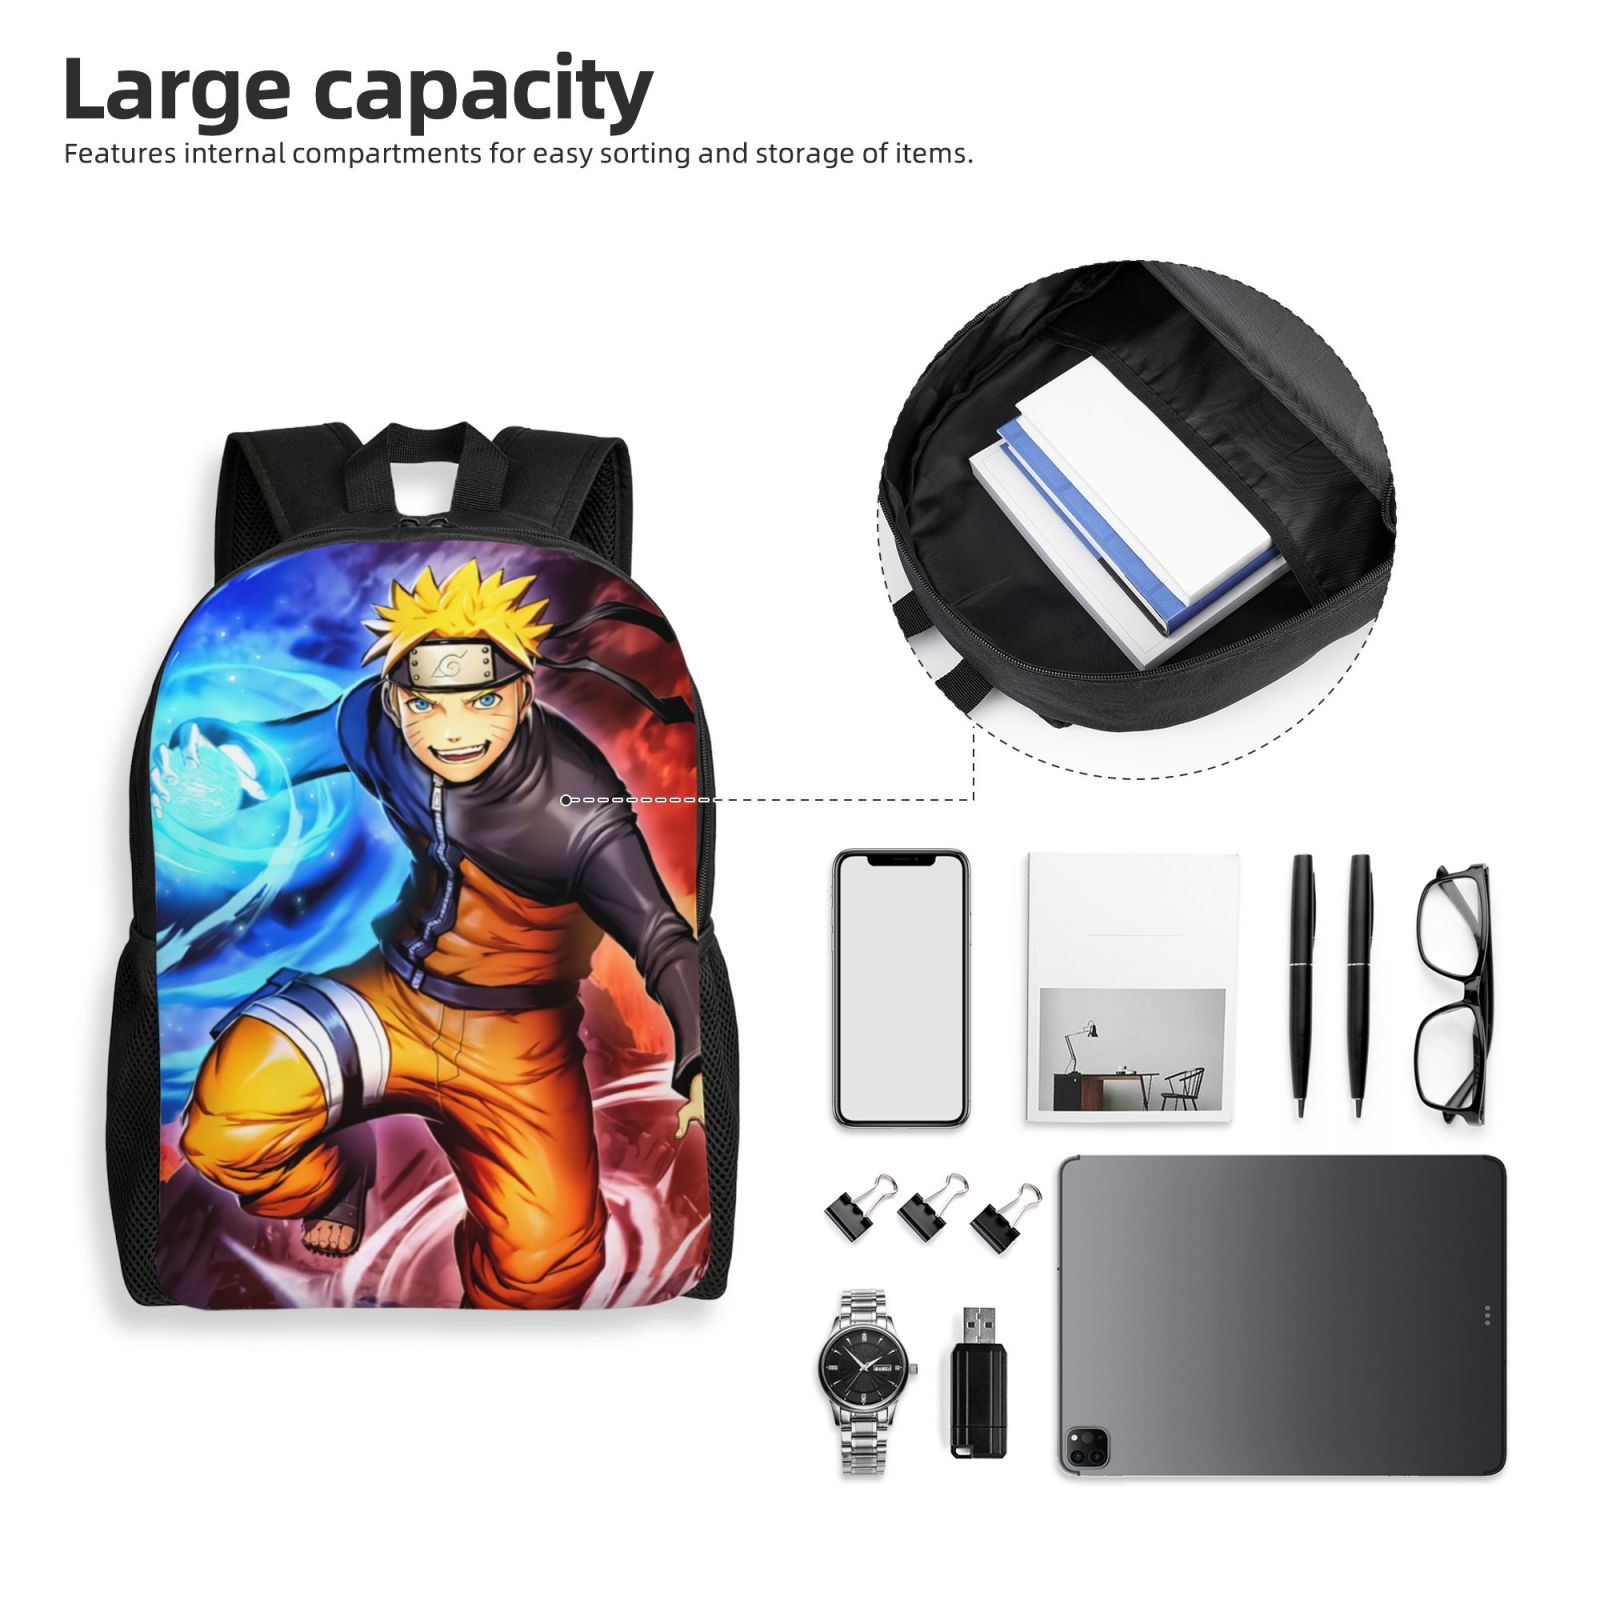 Large capacity
Features internal compartments for easy sorting and storage of items.